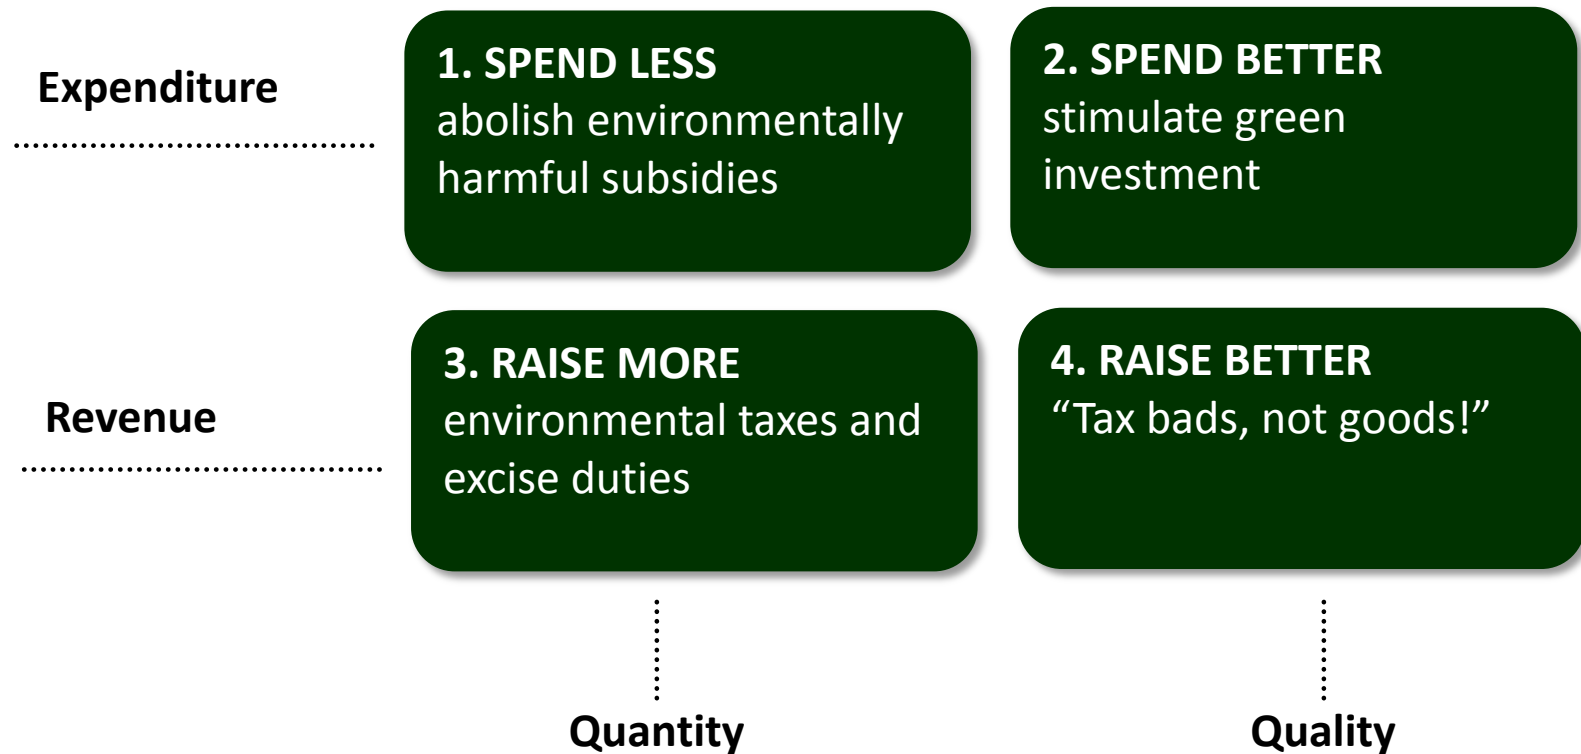 Expenditure
1. SPEND LESS
abolish environmentally
harmful subsidies
2. SPEND BETTER
stimulate green
investment
Revenue
3. RAISE MORE
environmental taxes and
excise duties
4. RAISE BETTER
“Tax bads, not goods!”
Quantity
Quality